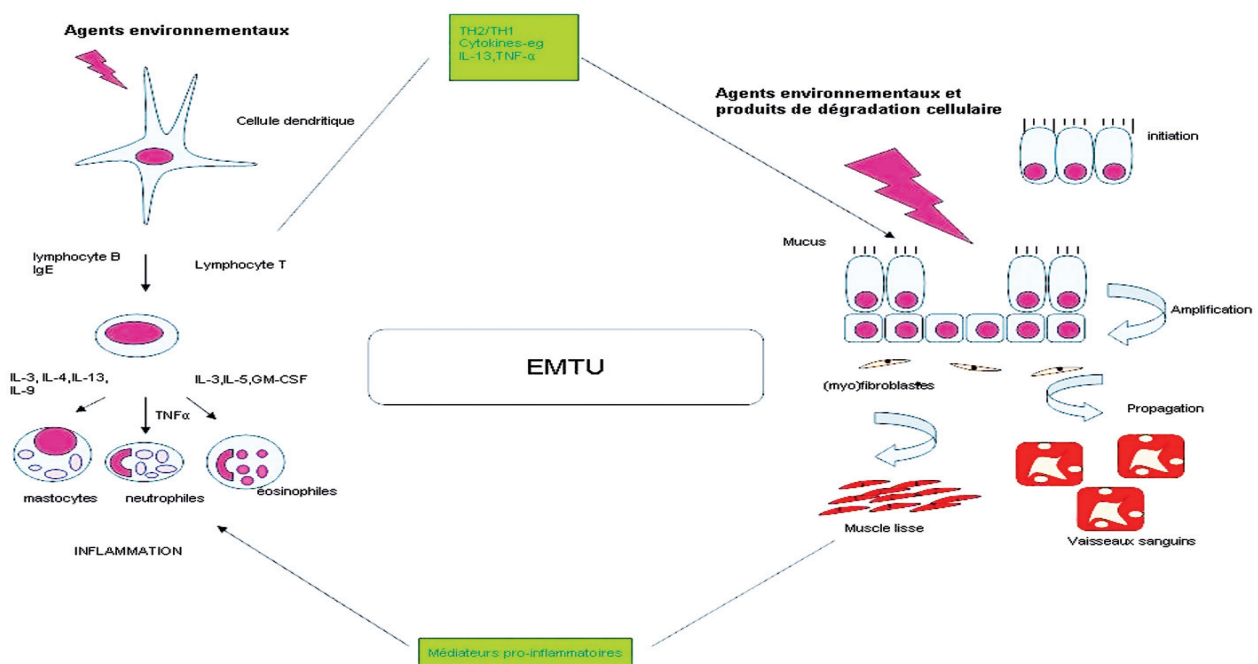 Agents environnementaux
Cellule dendritique
lymphocyte B
IgE
Lymphocyte T
IL-3, IL-4,IL-13,
IL-9
IL-3,IL-5,GM-CSF
TNFα
mastocytes
neutrophiles
éosinophiles
INFLAMMATION
TH2/TH1
Cytokines-eg
IL-13,TNF-α
EMTU
Médiateurs pro-inflammatoires
Agents environnementaux et
produits de dégradation cellulaire
initiation
Mucus
Amplification
(myo)fibroblastes
Propagation
Muscle lisse
Vaisseaux sanguins